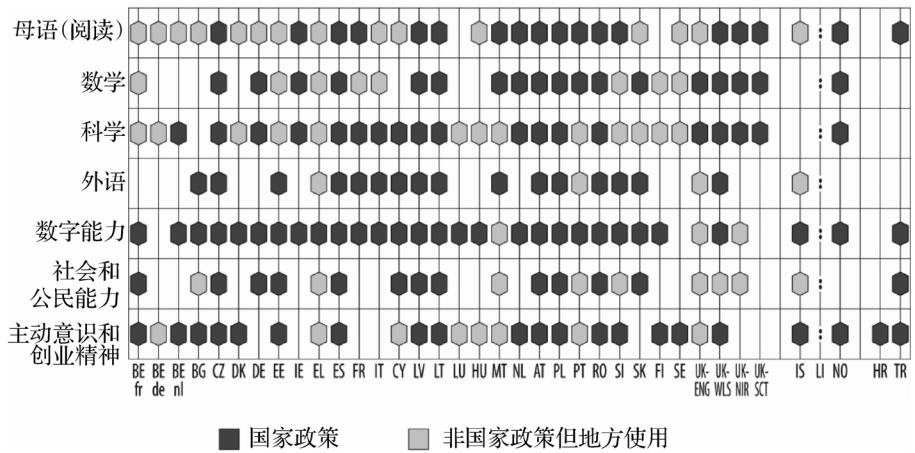 母语(阅读)
数学
科学
外语
数字能力
社会和
公民能力
主动意识和
创业精神
BE fr BE de BE nl BG CZ DK DE EE IE EL ES FR IT CY LV LT LU HU MT NL AT PL PT RO SI SK FI SE UK-ENG UK-WLS UK-NIR UK-SCT IS LI NO HR TR
国家政策 非国家政策但地方使用